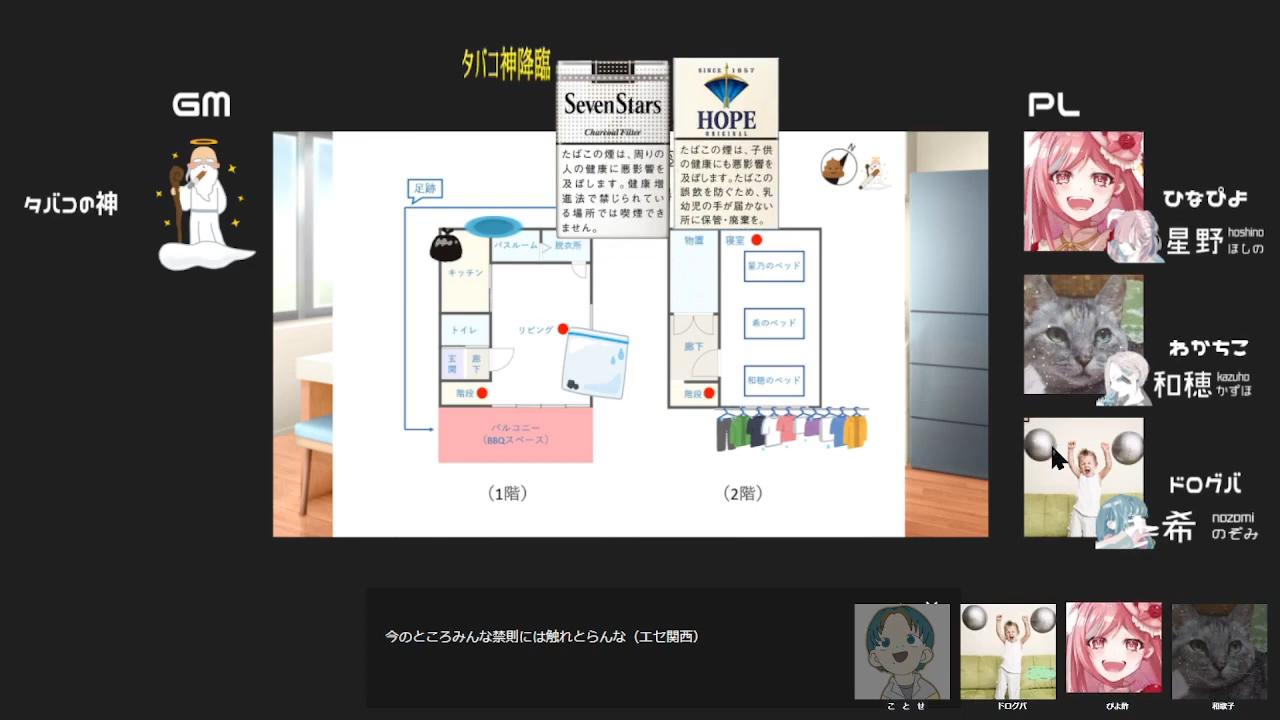 タバコ神降臨
SevenStars
Charcoal Filter
たばこの煙は、周りの
人の健康に悪影響を
及ぼします。健康増
進法で禁じられてい
る場所では喫煙でき
ません。
SINCE 1957
HOPE
ORIGINAL
たばこの煙は、子供
の健康にも悪影響を
及ぼします。たばこの
誤飲を防ぐため、乳
幼児の手が届かない
所に保管・廃棄を。
GM
タバコの神
N
足跡
バスルーム
脱衣所
キッチン
トイレ
リビング
玄関
廊下
階段
バルコニー
(BBQスペース)
(1階)
物置
寝室
星乃のベッド
希のベッド
廊下
和穂のベッド
階段
(2階)
PL
ひなぴよ
星野 hoshino ほしの
わかちこ
和穂 kazuho かずほ
ドログバ
希 nozomi のぞみ
今のところみんな禁則には触れとらんな（エセ関西）
ことせ
ドログバ
ぴよ酢
和歌子